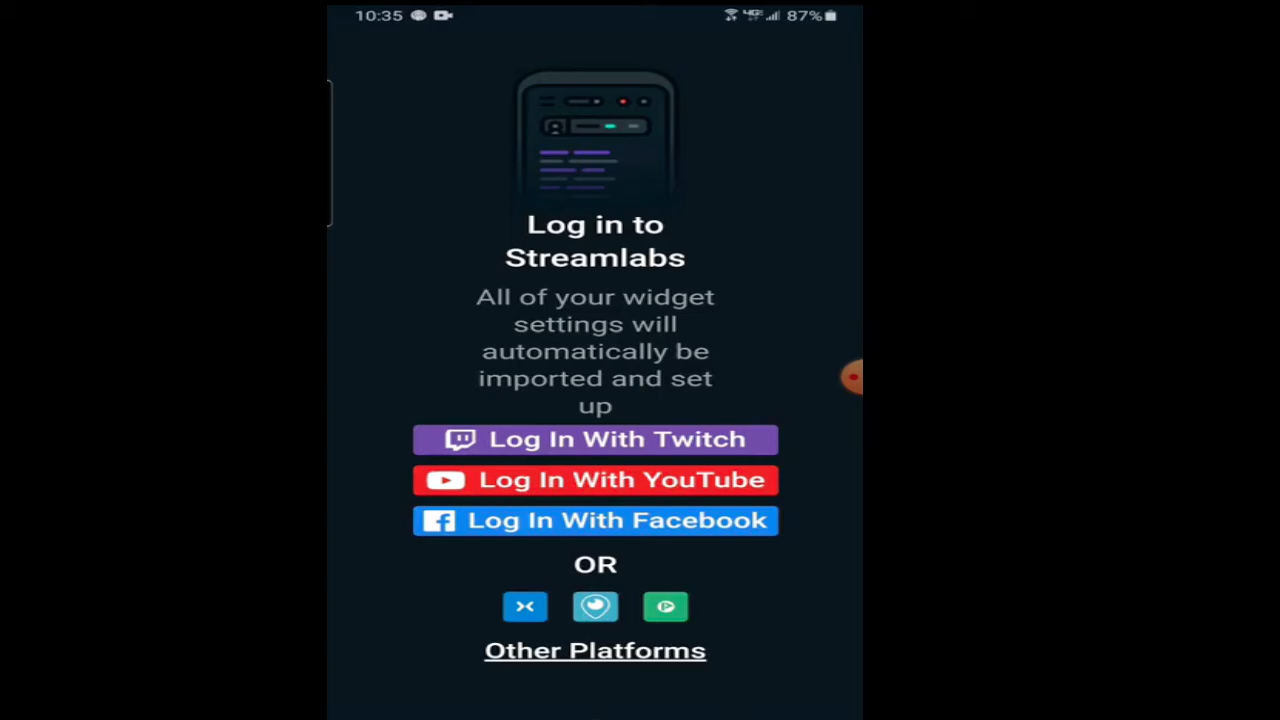 10:35 87%
Log in to
Streamlabs
All of your widget
settings will
automatically be
imported and set
up
Log In With Twitch
Log In With YouTube
Log In With Facebook
OR
Other Platforms